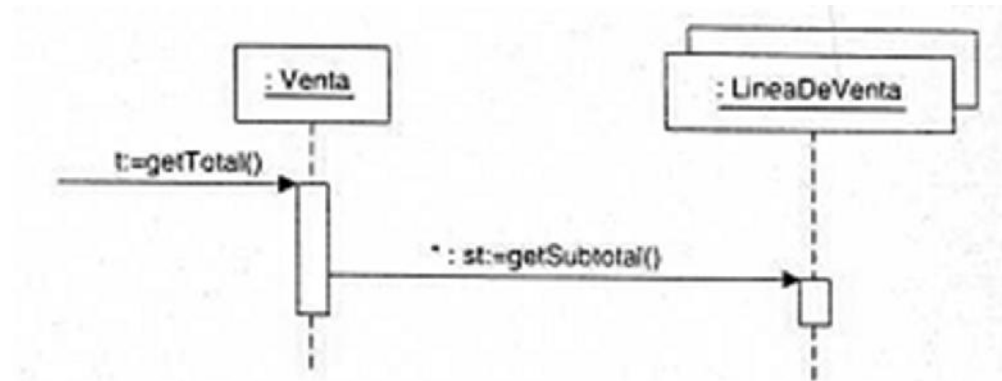 : Venta
: LineaDeVenta
t:=getTotal()
* : st:=getSubtotal()